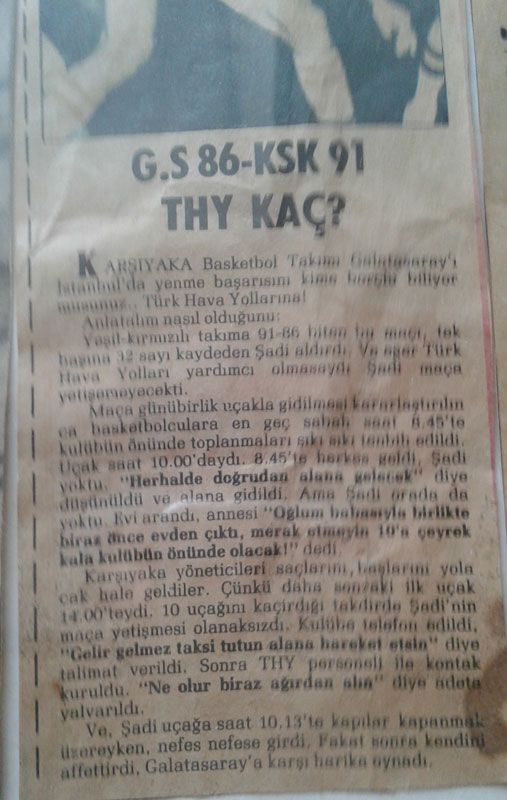 G.S 86-KSK 91
THY KAÇ?
KARŞIYAKA Basketbol Takımı Galatasaray'ı
İstanbul'da yenme başarısını kime borçlu biliyor
musunuz.. Türk Hava Yollarına!
Anlatalım nasıl olduğunu:
Yeşil-kırmızılı takıma 91-86 biten bu maçı, tek
başına 32 sayı kaydeden Şadi aldırdı. Ve eğer Türk
Hava Yolları yardımcı olmasaydı Şadi maça
yetişemeyecekti.
Maça günübirlik uçakla gidilmesi kararlaştırılın
ca basketbolculara en geç sabah saat 8.45'te
kulübün önünde toplanmaları sıkı sıkı tenbih edildi.
Uçak saat 10.00'daydı. 8.45'te herkes geldi, Şadi
yoktu. "Herhalde doğrudan alana gelecek" diye
düşünüldü ve alana gidildi. Ama Şadi orada da
yoktu. Evi arandı, annesi "Oğlum babasıyla birlikte
biraz önce evden çıktı, merak etmeyin 10'a çeyrek
kala kulübün önünde olacak!" dedi.
Karşıyaka yöneticileri saçlarını, başlarını yola
cak hale geldiler. Çünkü daha sonraki ilk uçak
14.00'teydi. 10 uçağını kaçırdığı takdirde Şadi'nin
maça yetişmesi olanaksızdı. Kulübe telefon edildi,
"Gelir gelmez taksi tutun alana hareket etsin" diye
talimat verildi. Sonra THY personeli ile kontak
kuruldu. "Ne olur biraz ağırdan alın" diye adeta
yalvarıldı.
Ve, Şadi uçağa saat 10.13'te kapılar kapanmak
üzereyken, nefes nefese girdi. Fakat sonra kendini
affettirdi, Galatasaray'a karşı harika oynadı.